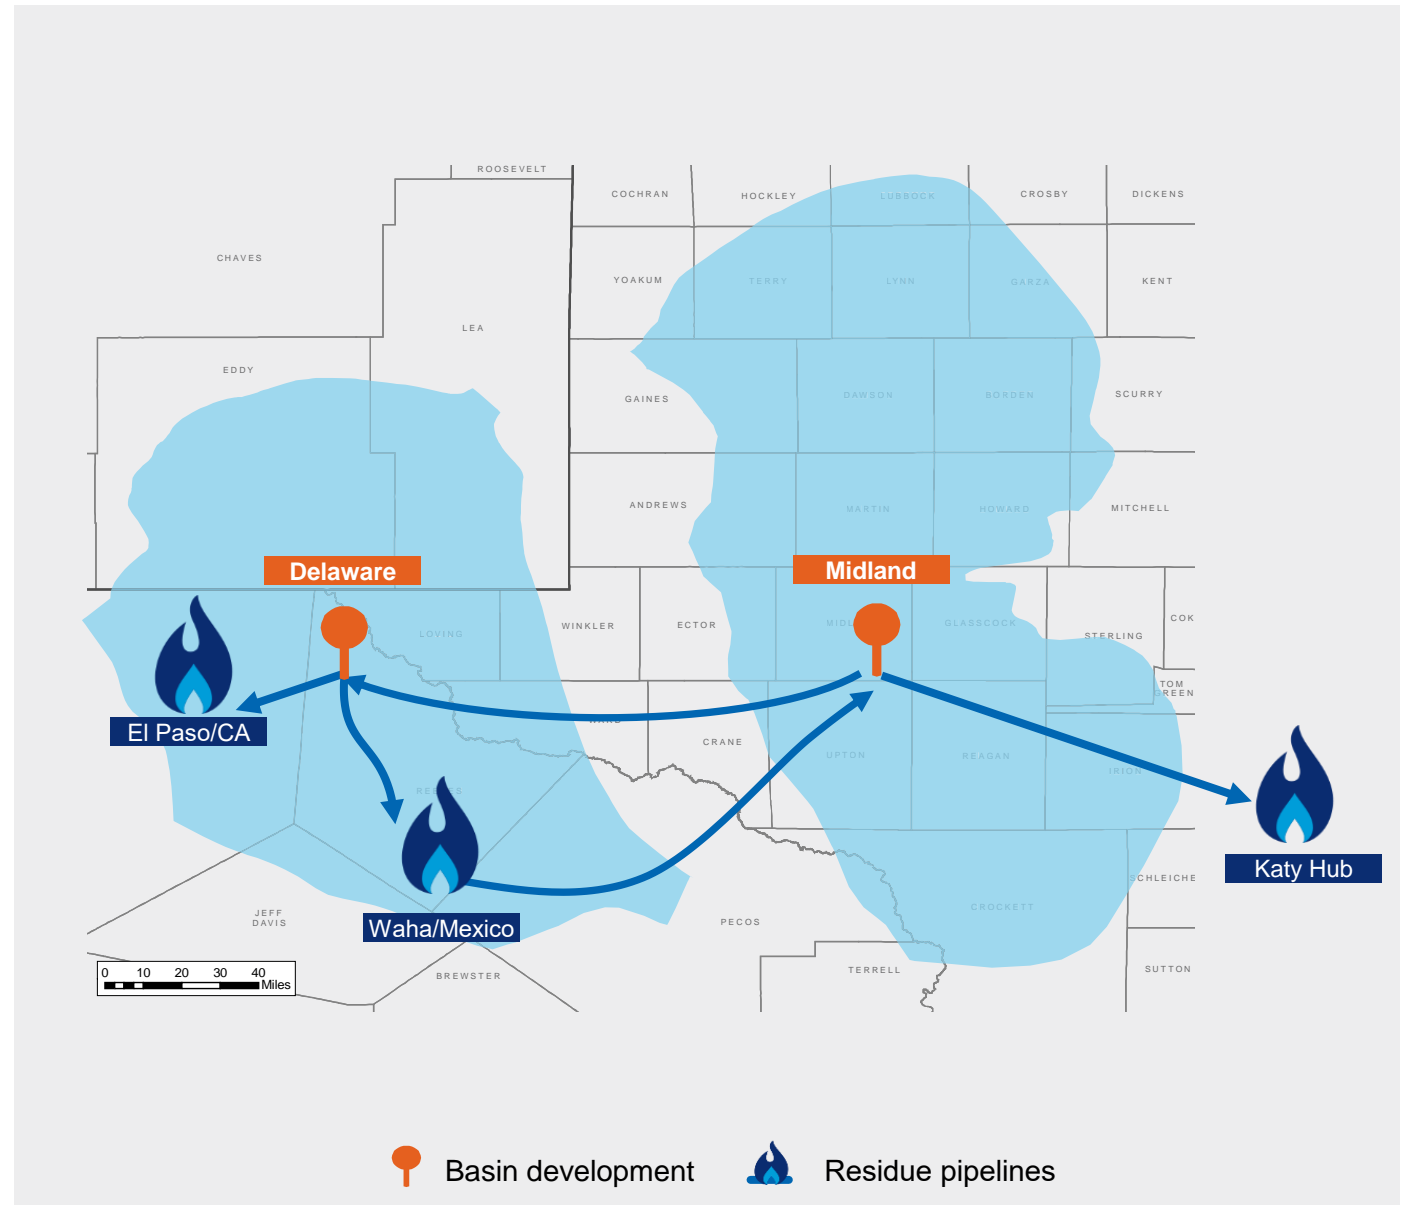 ROOSEVELT
COCHRAN
HOCKLEY
LUBBOCK
CROSBY
DICKENS
CHAVES
YOAKUM
TERRY
LYNN
GARZA
KENT
LEA
EDDY
GAINES
DAWSON
BORDEN
SCURRY
ANDREWS
MARTIN
HOWARD
MITCHELL
Delaware
Midland
LOVING
WINKLER
ECTOR
GLASSCOCK
STERLING
COK
TOM
GREEN
El Paso/CA
CRANE
UPTON
REAGAN
IRION
Katy Hub
SCHLEICHE
CROCKETT
JEFF
DAVIS
Waha/Mexico
PECOS
TERRELL
BREWSTER
SUTTON
0 10 20 30 40
Miles
Basin development
Residue pipelines